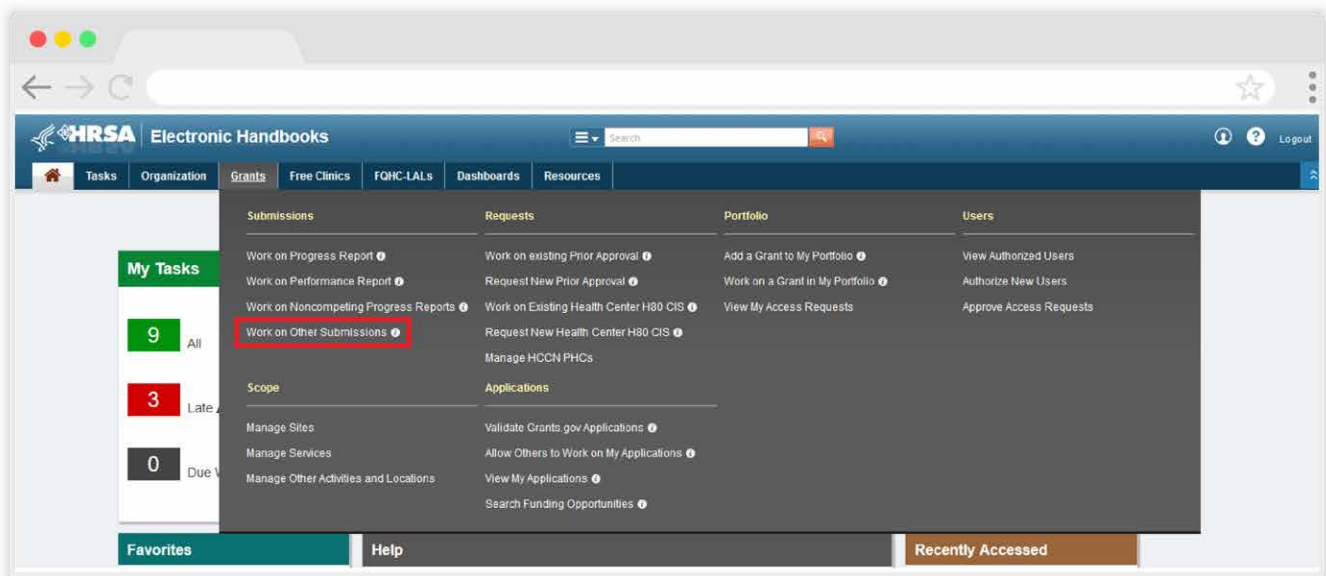 HRSA Electronic Handbooks
Search
Logout
Tasks Organization Grants Free Clinics FQHC-LALs Dashboards Resources
Submissions
Work on Progress Report
Work on Performance Report
Work on Noncompeting Progress Reports
Work on Other Submissions
Requests
Work on existing Prior Approval
Request New Prior Approval
Work on Existing Health Center H80 CIS
Request New Health Center H80 CIS
Manage HCCN PHCs
Portfolio
Add a Grant to My Portfolio
Work on a Grant in My Portfolio
View My Access Requests
Users
View Authorized Users
Authorize New Users
Approve Access Requests
Scope
Manage Sites
Manage Services
Manage Other Activities and Locations
Applications
Validate Grants.gov Applications
Allow Others to Work on My Applications
View My Applications
Search Funding Opportunities
My Tasks
9 All
3 Late
0 Due
Favorites
Help
Recently Accessed